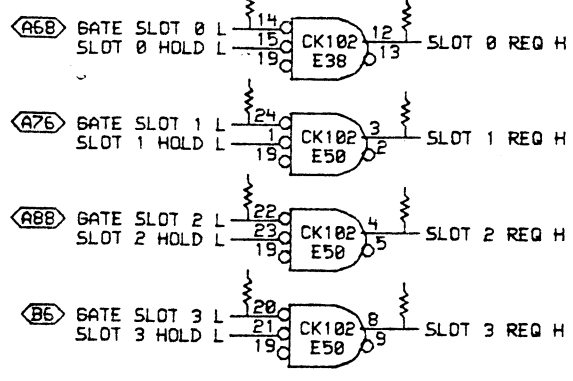 A68 GATE SLOT 0 L 14 12 SLOT 0 REQ H
SLOT 0 HOLD L 15 CK102 13
19 E38
A76 GATE SLOT 1 L 24 3 SLOT 1 REQ H
SLOT 1 HOLD L 1 CK102 2
19 E50
A88 GATE SLOT 2 L 22 4 SLOT 2 REQ H
SLOT 2 HOLD L 23 CK102 5
19 E50
B6 GATE SLOT 3 L 20 8 SLOT 3 REQ H
SLOT 3 HOLD L 21 CK102 9
19 E50